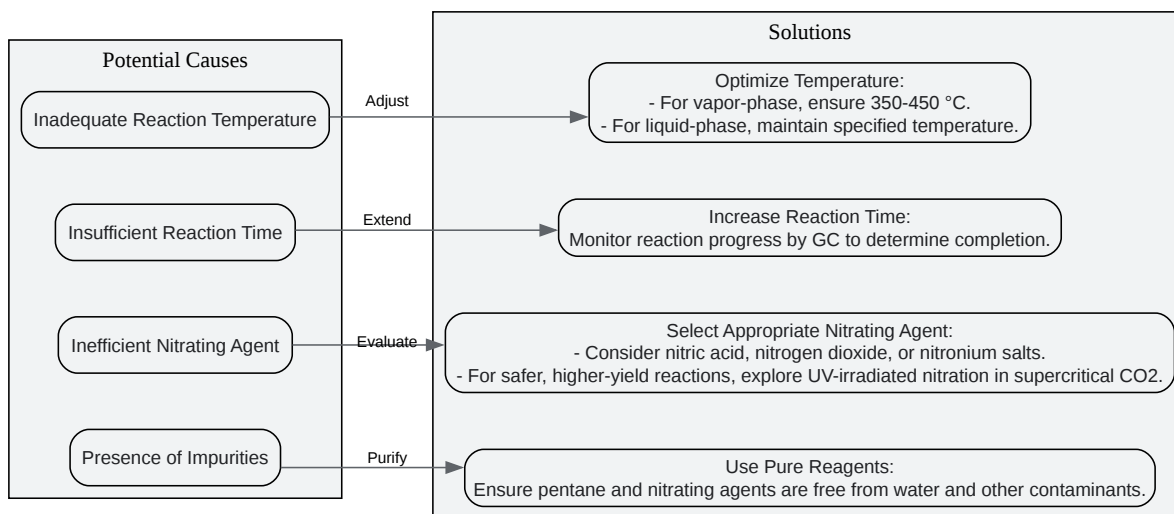 Potential Causes
Inadequate Reaction Temperature
Insufficient Reaction Time
Inefficient Nitrating Agent
Presence of Impurities
Adjust
Extend
Evaluate
Purify
Solutions
Optimize Temperature:
- For vapor-phase, ensure 350-450 °C.
- For liquid-phase, maintain specified temperature.
Increase Reaction Time:
Monitor reaction progress by GC to determine completion.
Select Appropriate Nitrating Agent:
- Consider nitric acid, nitrogen dioxide, or nitronium salts.
- For safer, higher-yield reactions, explore UV-irradiated nitration in supercritical CO2.
Use Pure Reagents:
Ensure pentane and nitrating agents are free from water and other contaminants.